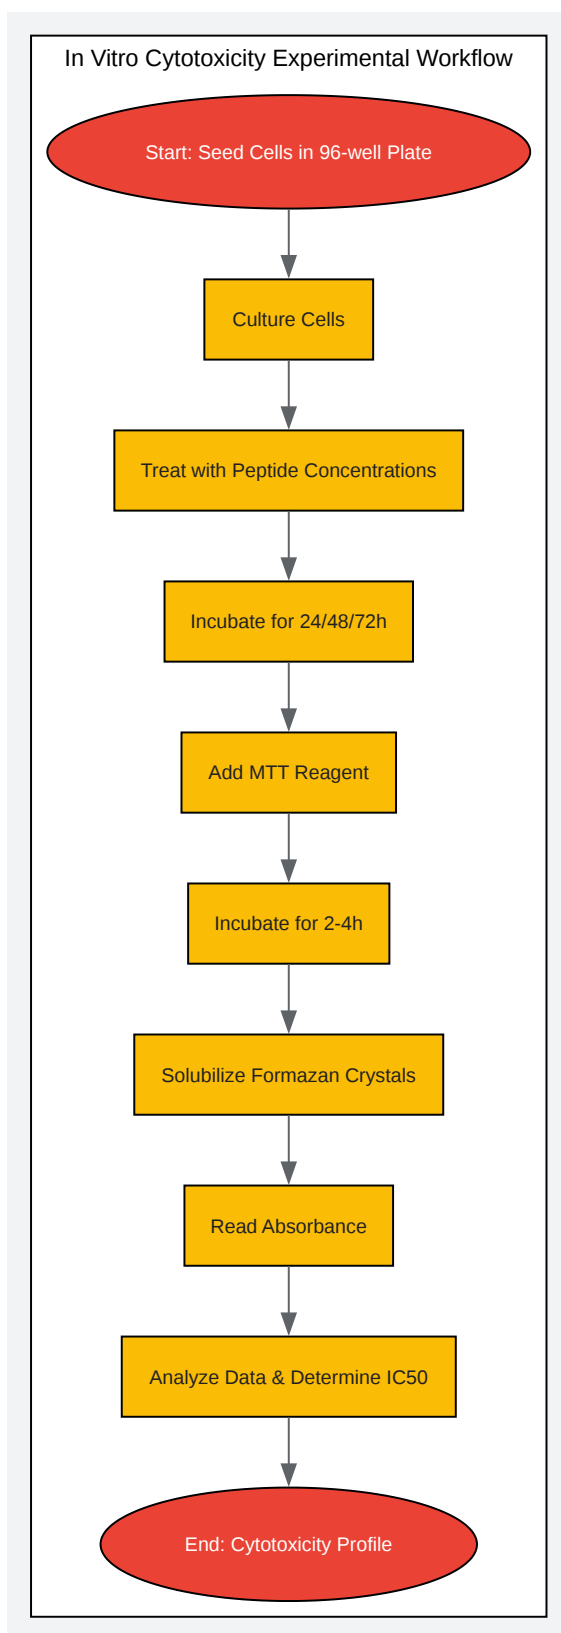 In Vitro Cytotoxicity Experimental Workflow
Start: Seed Cells in 96-well Plate
Culture Cells
Treat with Peptide Concentrations
Incubate for 24/48/72h
Add MTT Reagent
Incubate for 2-4h
Solubilize Formazan Crystals
Read Absorbance
Analyze Data & Determine IC50
End: Cytotoxicity Profile